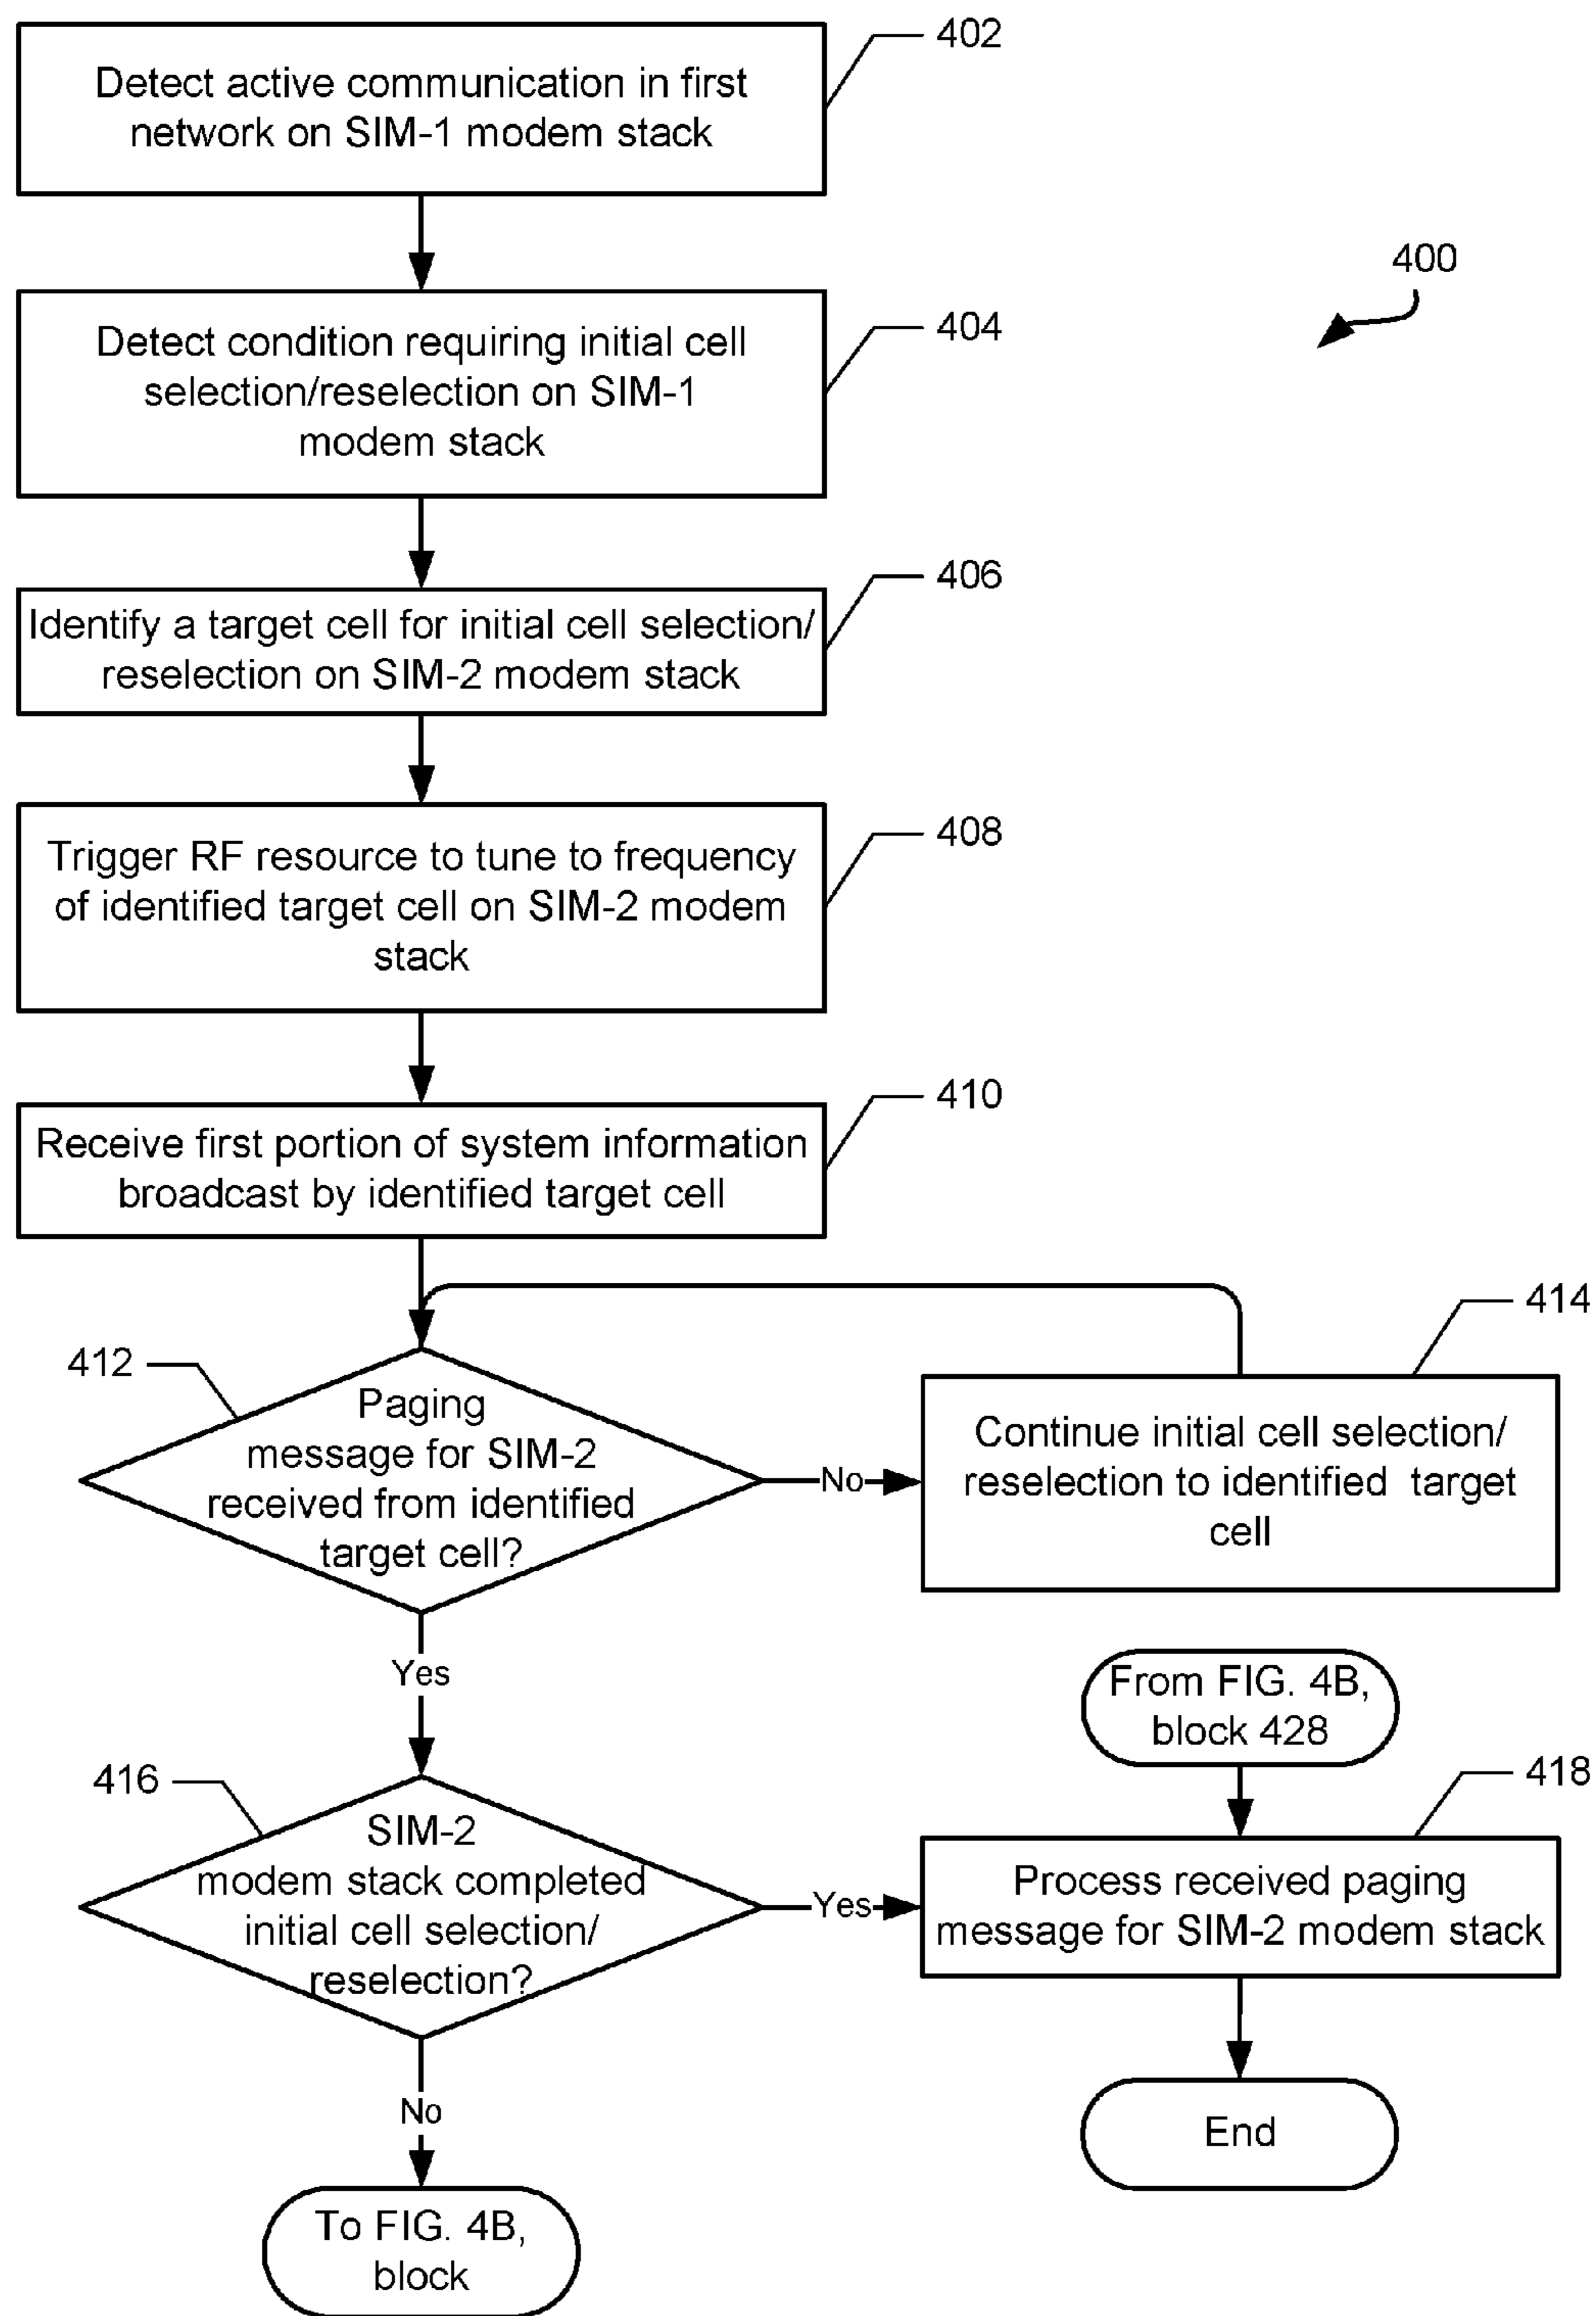 402
Detect active communication in first
network on SIM-1 modem stack
400
404
Detect condition requiring initial cell
selection/reselection on SIM-1
modem stack
406
Identify a target cell for initial cell selection/
reselection on SIM-2 modem stack
408
Trigger RF resource to tune to frequency
of identified target cell on SIM-2 modem
stack
410
Receive first portion of system information
broadcast by identified target cell
412
Paging
message for SIM-2
received from identified
target cell?
No
414
Continue initial cell selection/
reselection to identified target
cell
Yes
416
SIM-2
modem stack completed
initial cell selection/
reselection?
Yes
From FIG. 4B,
block 428
418
Process received paging
message for SIM-2 modem stack
No
End
To FIG. 4B,
block